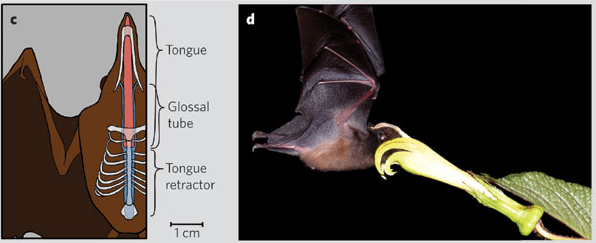 c
Tongue
Glossal
tube
Tongue
retractor
1 cm
d